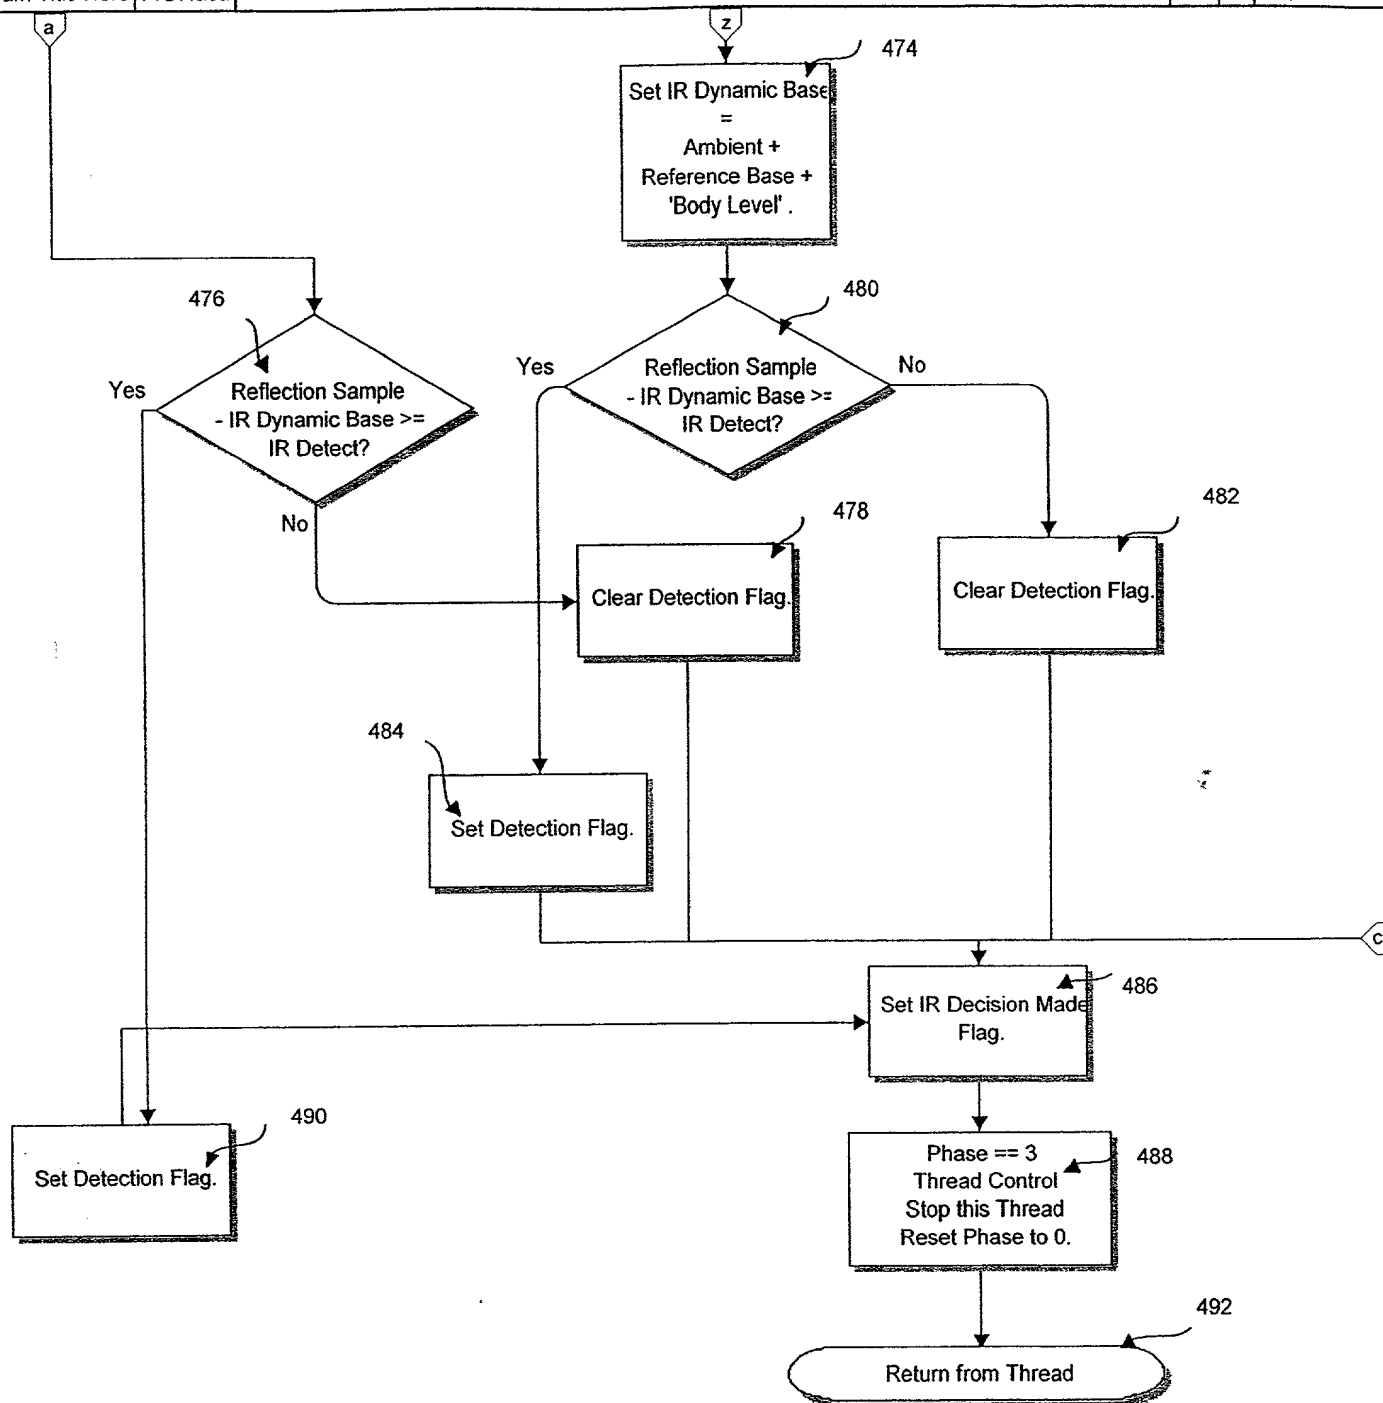 a
z
474
Set IR Dynamic Base
=
Ambient +
Reference Base +
'Body Level' .
476
480
Yes
Reflection Sample
- IR Dynamic Base >=
IR Detect?
No
Yes
Reflection Sample
- IR Dynamic Base >=
IR Detect?
No
478
Clear Detection Flag.
482
Clear Detection Flag.
484
Set Detection Flag.
c
486
Set IR Decision Made
Flag.
490
Set Detection Flag.
488
Phase == 3
Thread Control
Stop this Thread
Reset Phase to 0.
492
Return from Thread